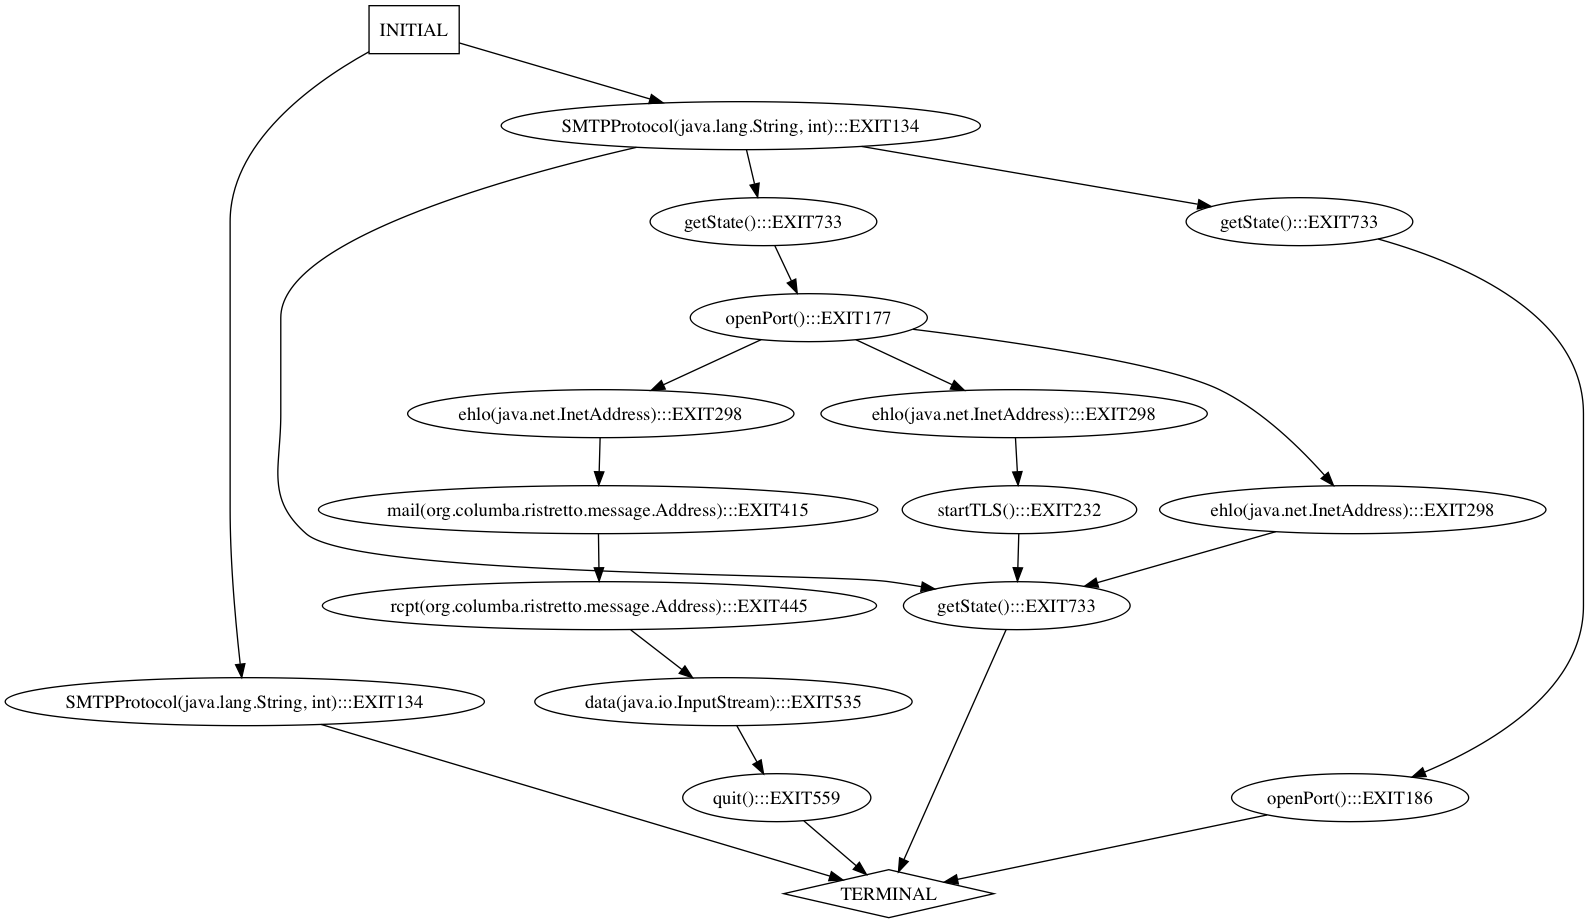 INITIAL
SMTPProtocol(java.lang.String, int):::EXIT134
getState():::EXIT733
getState():::EXIT733
openPort():::EXIT177
ehlo(java.net.InetAddress):::EXIT298
ehlo(java.net.InetAddress):::EXIT298
mail(org.columba.ristretto.message.Address):::EXIT415
startTLS():::EXIT232
ehlo(java.net.InetAddress):::EXIT298
rcpt(org.columba.ristretto.message.Address):::EXIT445
getState():::EXIT733
SMTPProtocol(java.lang.String, int):::EXIT134
data(java.io.InputStream):::EXIT535
quit():::EXIT559
openPort():::EXIT186
TERMINAL